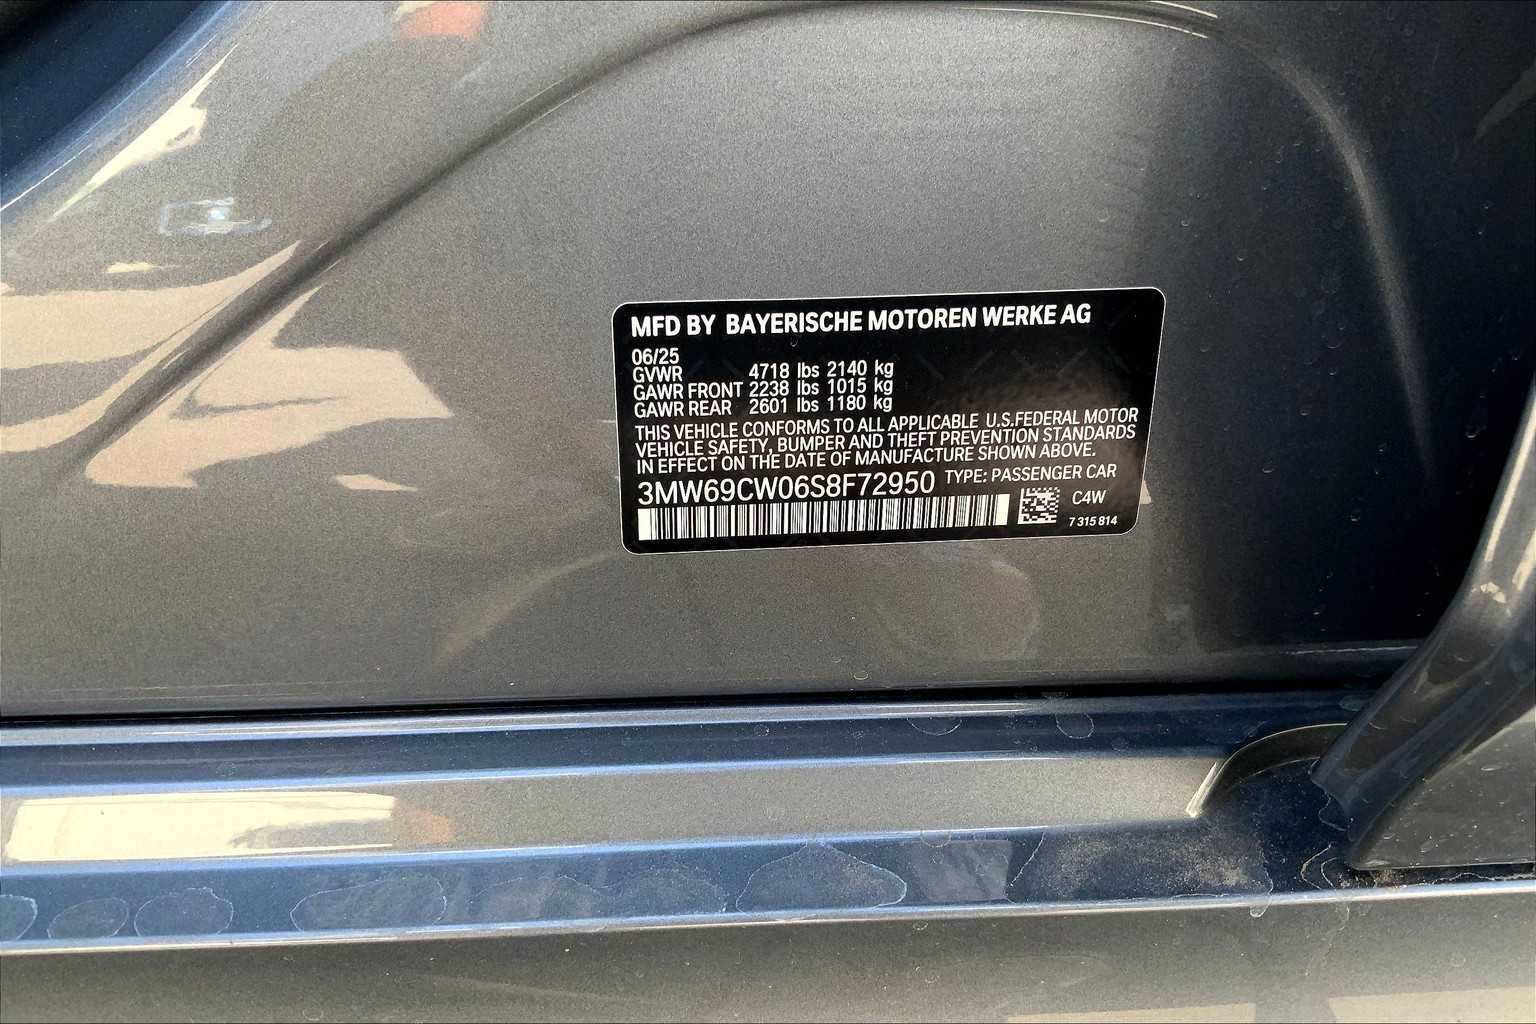 MFD BY BAYERISCHE MOTOREN WERKE AG
06/25
GVWR 4718 lbs 2140 kg
GAWR FRONT 2238 lbs 1015 kg
GAWR REAR 2601 lbs 1180 kg
THIS VEHICLE CONFORMS TO ALL APPLICABLE U.S.FEDERAL MOTOR
VEHICLE SAFETY, BUMPER AND THEFT PREVENTION STANDARDS
IN EFFECT ON THE DATE OF MANUFACTURE SHOWN ABOVE.
3MW69CW06S8F72950 TYPE: PASSENGER CAR
C4W
7 315 814